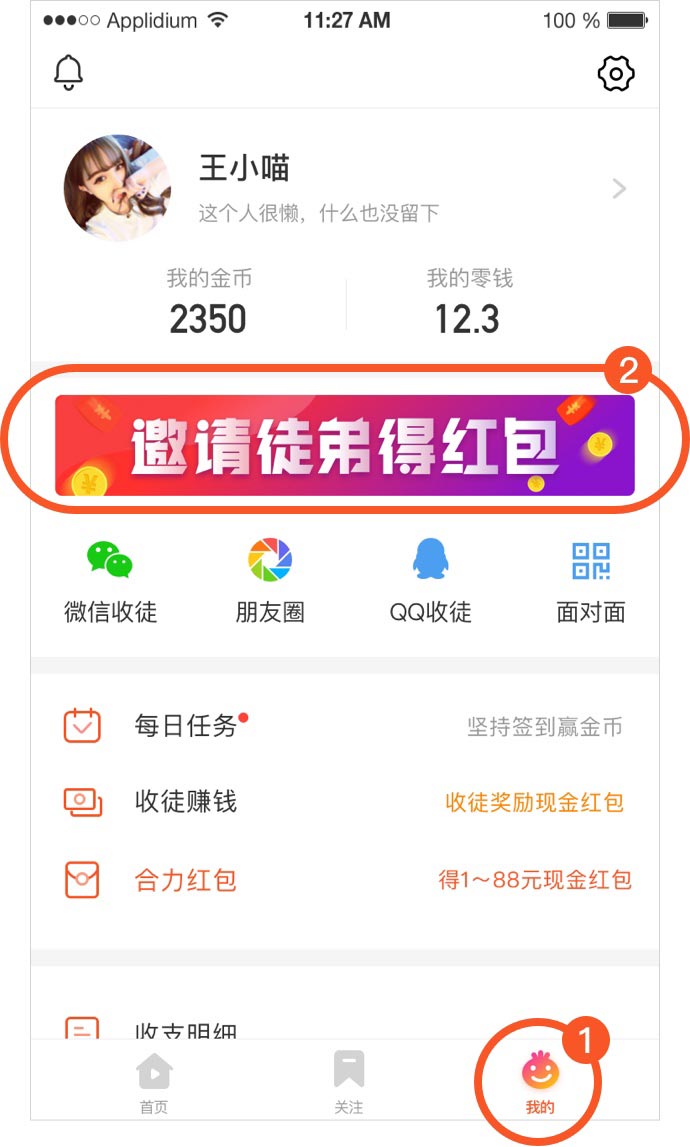 Applidium 11:27 AM 100 %
王小喵
这个人很懒，什么也没留下
我的金币 我的零钱
2350 12.3
2
邀请徒弟得红包
微信收徒 朋友圈 QQ收徒 面对面
每日任务 坚持签到赢金币
收徒赚钱 收徒奖励现金红包
合力红包 得1～88元现金红包
收支明细
1
首页 关注 我的